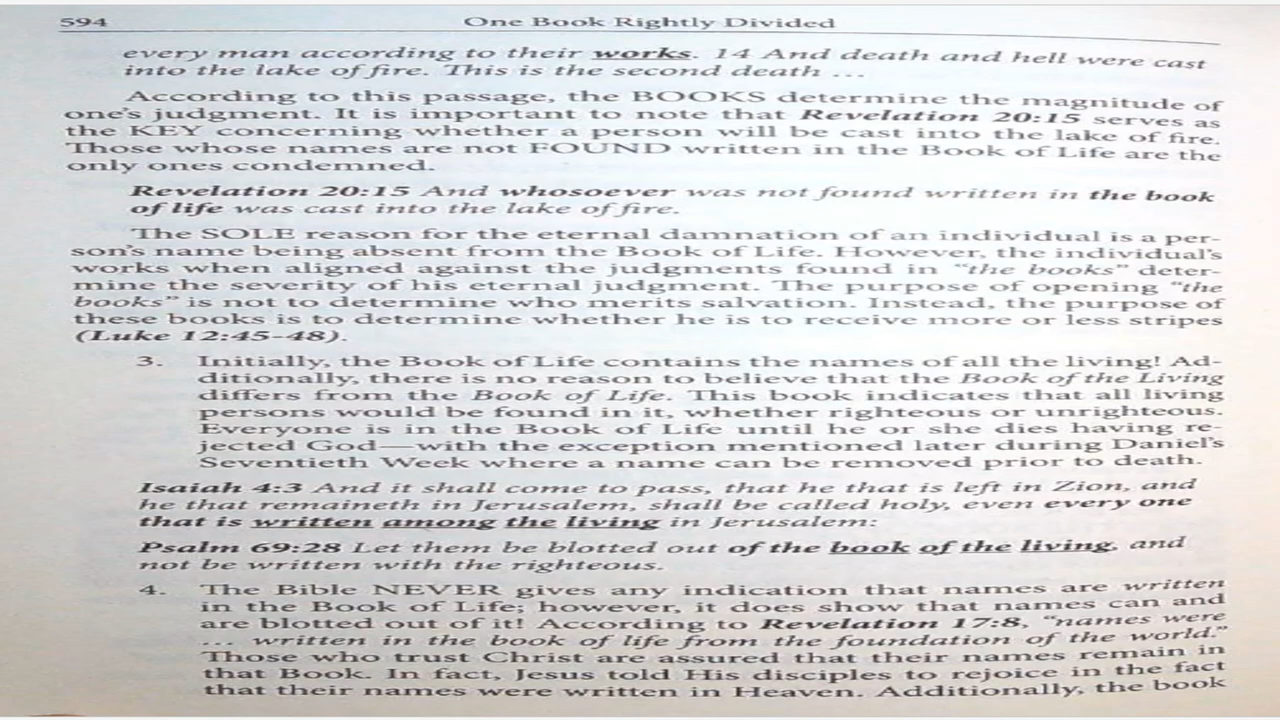 594 One Book Rightly Divided
every man according to their works. 14 And death and hell were cast
into the lake of fire. This is the second death ...
According to this passage, the BOOKS determine the magnitude of
one's judgment. It is important to note that Revelation 20:15 serves as
the KEY concerning whether a person will be cast into the lake of fire.
Those whose names are not FOUND written in the Book of Life are the
only ones condemned.
Revelation 20:15 And whosoever was not found written in the book
of life was cast into the lake of fire.
The SOLE reason for the eternal damnation of an individual is a per-
son's name being absent from the Book of Life. However, the individual's
works when aligned against the judgments found in "the books" deter-
mine the severity of his eternal judgment. The purpose of opening "the
books" is not to determine who merits salvation. Instead, the purpose of
these books is to determine whether he is to receive more or less stripes
(Luke 12:45-48).
3. Initially, the Book of Life contains the names of all the living! Ad-
ditionally, there is no reason to believe that the Book of the Living
differs from the Book of Life. This book indicates that all living
persons would be found in it, whether righteous or unrighteous.
Everyone is in the Book of Life until he or she dies having re-
jected God—with the exception mentioned later during Daniel's
Seventieth Week where a name can be removed prior to death.
Isaiah 4:3 And it shall come to pass, that he that is left in Zion, and
he that remaineth in Jerusalem, shall be called holy, even every one
that is written among the living in Jerusalem:
Psalm 69:28 Let them be blotted out of the book of the living, and
not be written with the righteous.
4. The Bible NEVER gives any indication that names are written
in the Book of Life; however, it does show that names can and
are blotted out of it! According to Revelation 17:8, "names were
... written in the book of life from the foundation of the world."
Those who trust Christ are assured that their names remain in
that Book. In fact, Jesus told His disciples to rejoice in the fact
that their names were written in Heaven. Additionally, the book